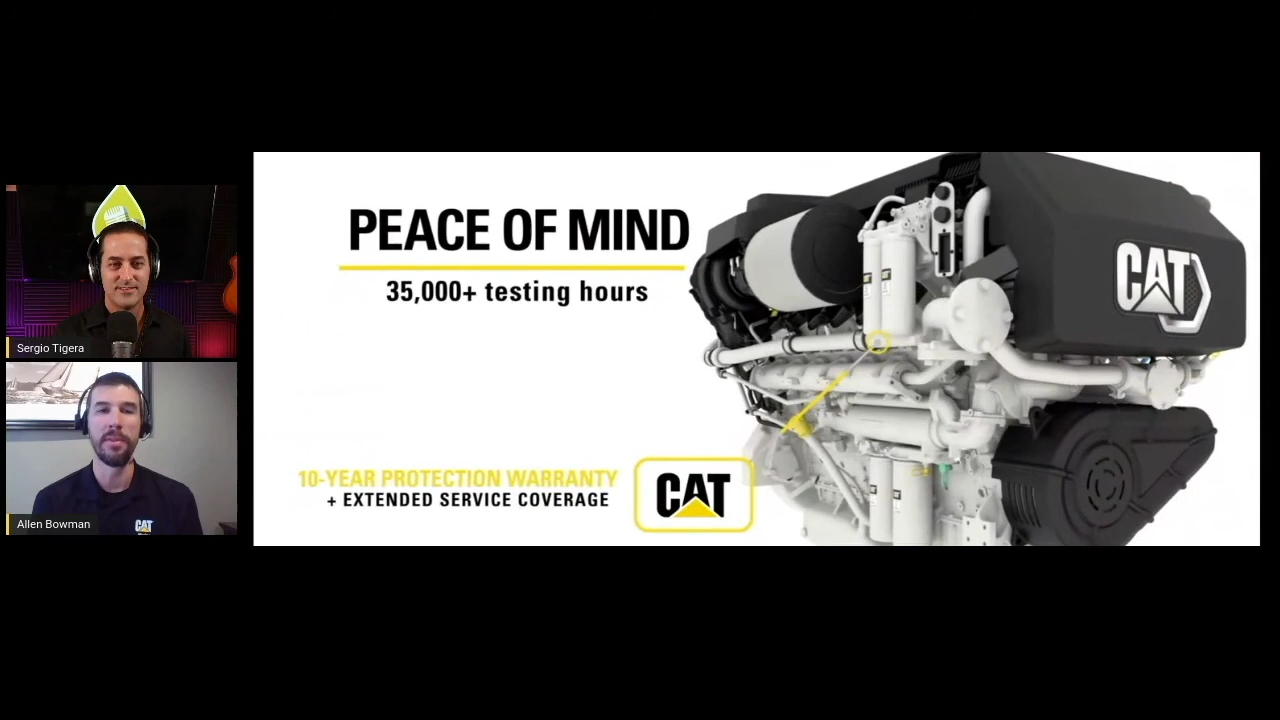 Sergio Tigera
CAT
Allen Bowman
PEACE OF MIND
35,000+ testing hours
10-YEAR PROTECTION WARRANTY
+ EXTENDED SERVICE COVERAGE
CAT
CAT